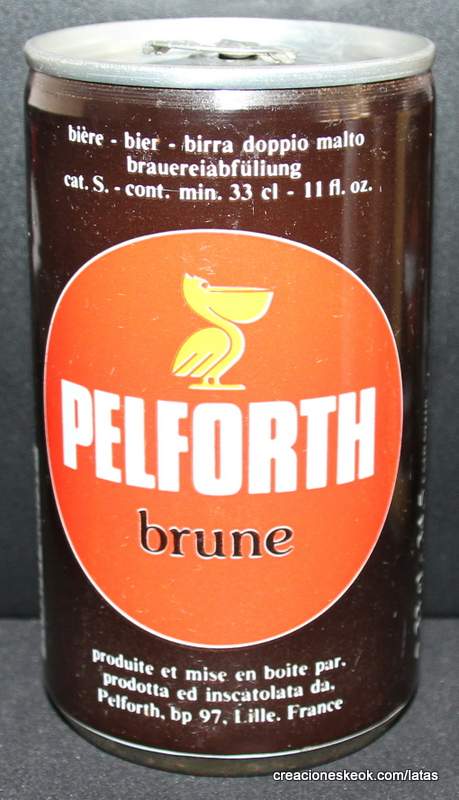 bière - bier - birra doppio malto
brauereiabfüllung
cat. S. - cont. min. 33 cl - 11 fl. oz.
PELFORTH
brune
produite et mise en boite par.
prodotta ed inscatolata da.
Pelforth, bp 97, Lille. France
creacioneskeok.com/latas